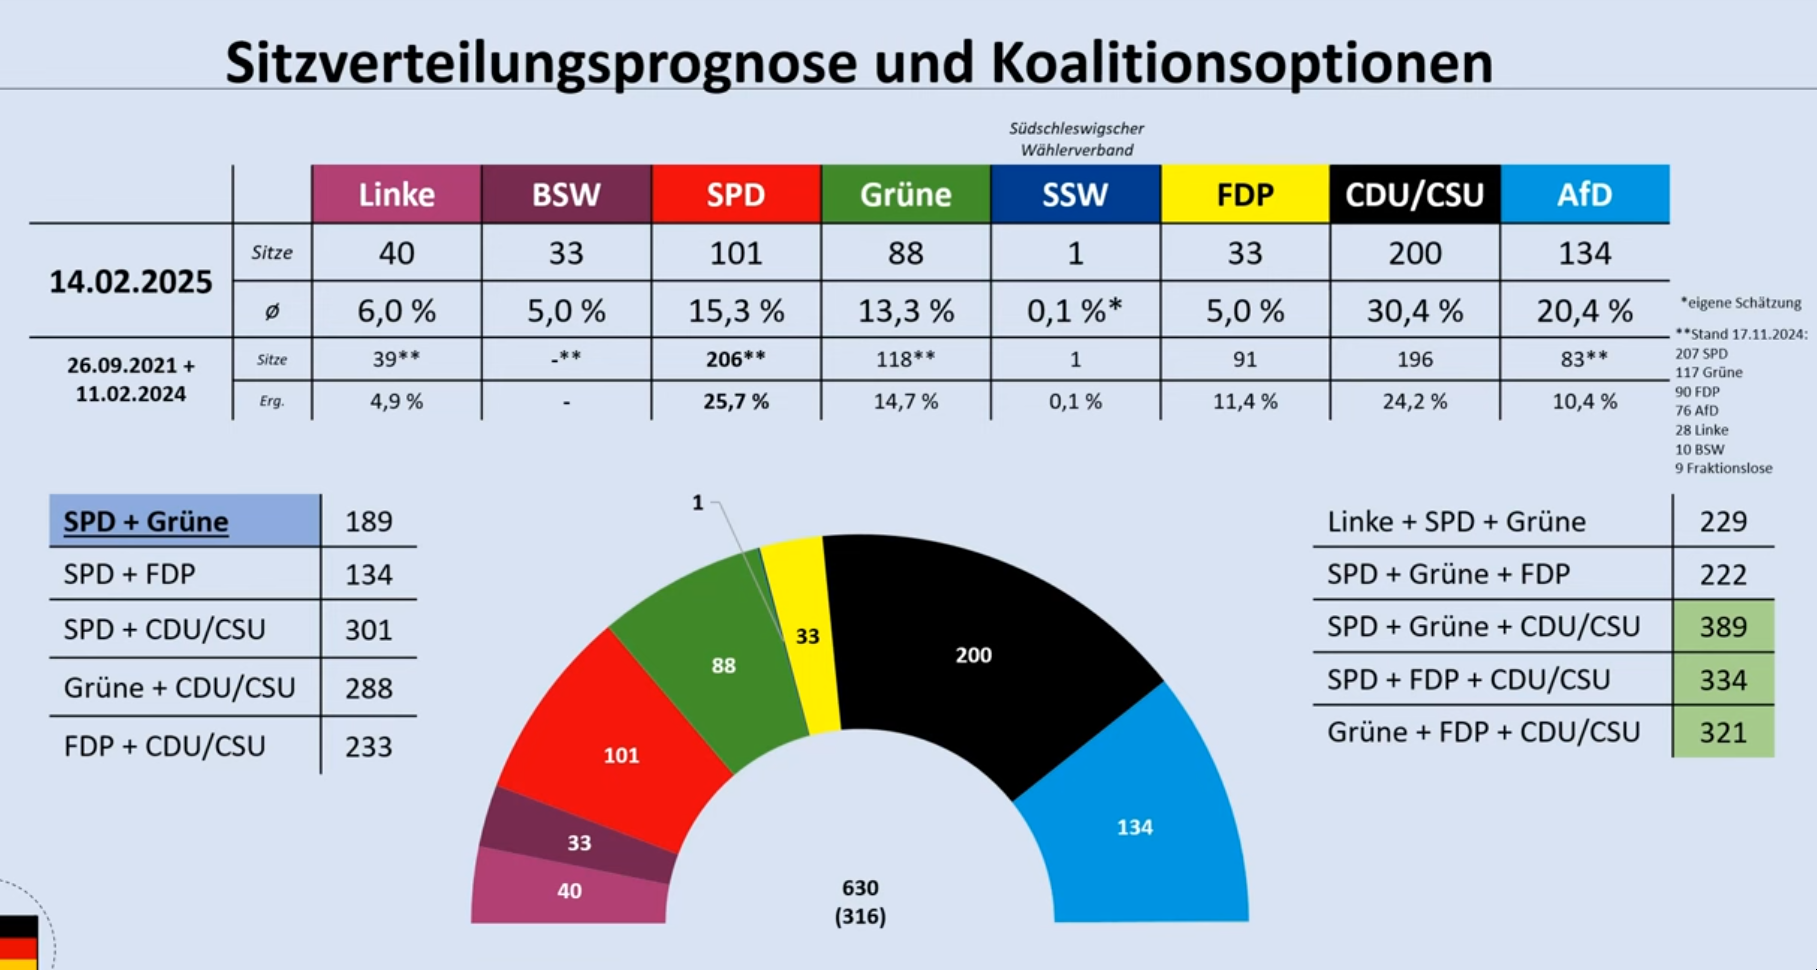 Sitzverteilungsprognose und Koalitionsoptionen
Südschleswigscher
Wählerverband
Linke BSW SPD Grüne SSW FDP CDU/CSU AfD
14.02.2025
Sitze 40 33 101 88 1 33 200 134
Ø 6,0 % 5,0 % 15,3 % 13,3 % 0,1 %* 5,0 % 30,4 % 20,4 %
26.09.2021 +
11.02.2024
Sitze 39** -** 206** 118** 1 91 196 83**
Erg. 4,9 % - 25,7 % 14,7 % 0,1 % 11,4 % 24,2 % 10,4 %
*eigene Schätzung
**Stand 17.11.2024:
207 SPD
117 Grüne
90 FDP
76 AfD
28 Linke
10 BSW
9 Fraktionslose
SPD + Grüne 189
SPD + FDP 134
SPD + CDU/CSU 301
Grüne + CDU/CSU 288
FDP + CDU/CSU 233
1
33
200
88
101
134
33
40
630
(316)
Linke + SPD + Grüne 229
SPD + Grüne + FDP 222
SPD + Grüne + CDU/CSU 389
SPD + FDP + CDU/CSU 334
Grüne + FDP + CDU/CSU 321